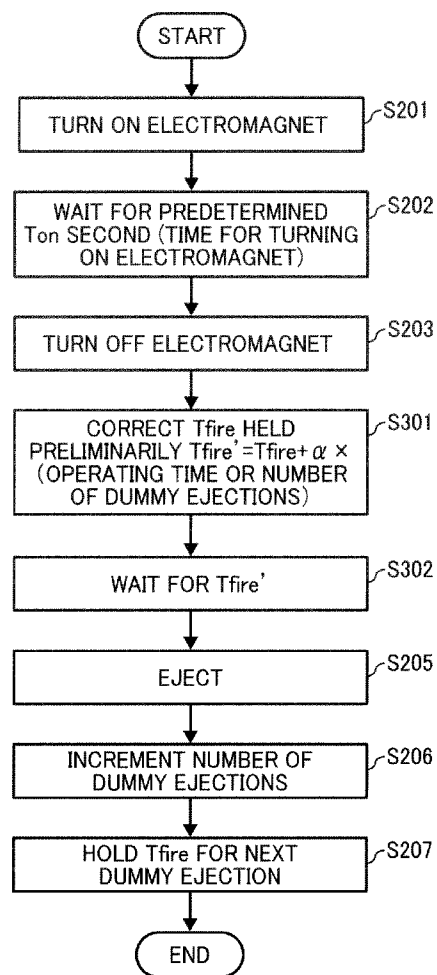 START
TURN ON ELECTROMAGNET
S201
WAIT FOR PREDETERMINED
Ton SECOND (TIME FOR TURNING
ON ELECTROMAGNET)
S202
TURN OFF ELECTROMAGNET
S203
CORRECT Tfire HELD
PRELIMINARILY Tfire'=Tfire+α×
(OPERATING TIME OR NUMBER
OF DUMMY EJECTIONS)
S301
WAIT FOR Tfire'
S302
EJECT
S205
INCREMENT NUMBER OF
DUMMY EJECTIONS
S206
HOLD Tfire FOR NEXT
DUMMY EJECTION
S207
END